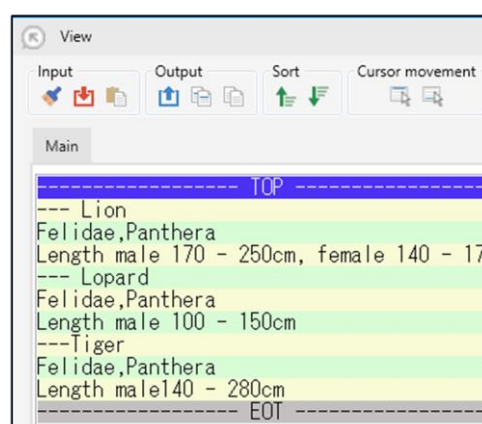 View
Input Output Sort Cursor movement
Main
------------------ TOP -----------------
--- Lion
Felidae,Panthera
Length male 170 - 250cm, female 140 - 17
--- Lopard
Felidae,Panthera
Length male 100 - 150cm
---Tiger
Felidae,Panthera
Length male140 - 280cm
------------------ EOT -----------------